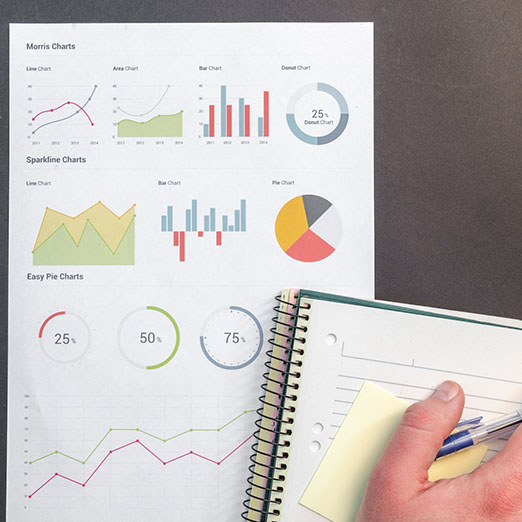 Morris Charts
Line Chart
Area Chart
Bar Chart
Donut Chart
25%
Donut Chart
2011 2012 2013 2014
2011 2012 2013 2014
2011 2012 2013 2014
Sparkline Charts
Line Chart
Bar Chart
Pie Chart
Easy Pie Charts
25%
50%
75%